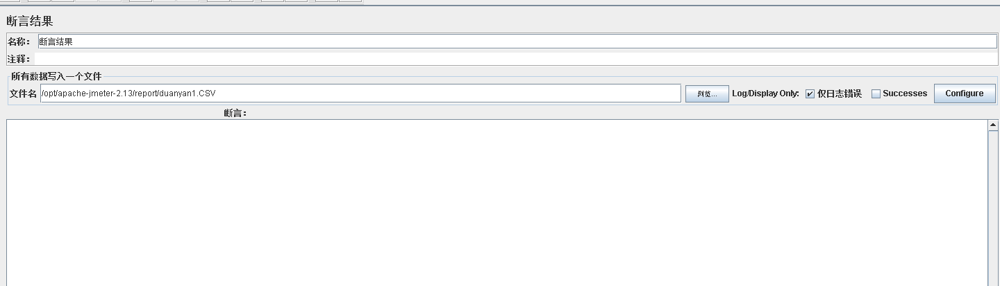 断言结果
名称： 断言结果
注释：
所有数据写入一个文件
文件名 /opt/apache-jmeter-2.13/report/duanyan1.CSV 浏览... Log/Display Only: 仅日志错误 Successes Configure
断言：